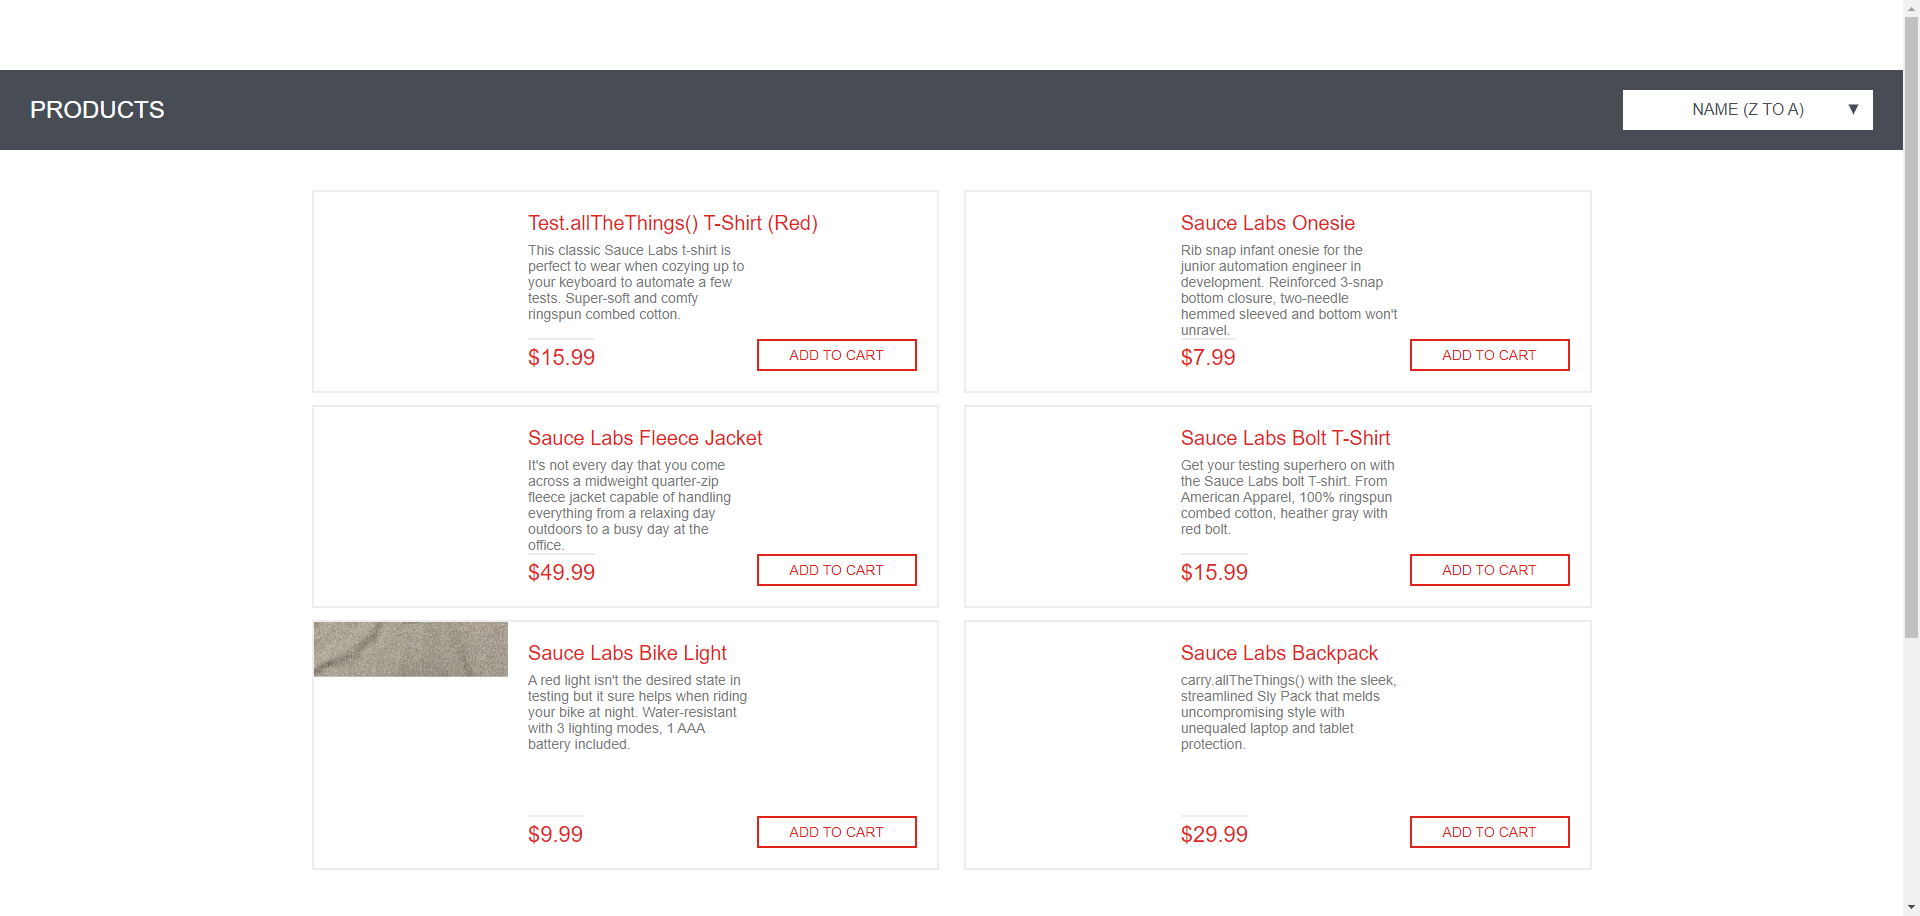 PRODUCTS
NAME (Z TO A)
Test.allTheThings() T-Shirt (Red)
This classic Sauce Labs t-shirt is
perfect to wear when cozying up to
your keyboard to automate a few
tests. Super-soft and comfy
ringspun combed cotton.
$15.99
ADD TO CART
Sauce Labs Onesie
Rib snap infant onesie for the
junior automation engineer in
development. Reinforced 3-snap
bottom closure, two-needle
hemmed sleeved and bottom won't
unravel.
$7.99
ADD TO CART
Sauce Labs Fleece Jacket
It's not every day that you come
across a midweight quarter-zip
fleece jacket capable of handling
everything from a relaxing day
outdoors to a busy day at the
office.
$49.99
ADD TO CART
Sauce Labs Bolt T-Shirt
Get your testing superhero on with
the Sauce Labs bolt T-shirt. From
American Apparel, 100% ringspun
combed cotton, heather gray with
red bolt.
$15.99
ADD TO CART
Sauce Labs Bike Light
A red light isn't the desired state in
testing but it sure helps when riding
your bike at night. Water-resistant
with 3 lighting modes, 1 AAA
battery included.
$9.99
ADD TO CART
Sauce Labs Backpack
carry.allTheThings() with the sleek,
streamlined Sly Pack that melds
uncompromising style with
unequaled laptop and tablet
protection.
$29.99
ADD TO CART